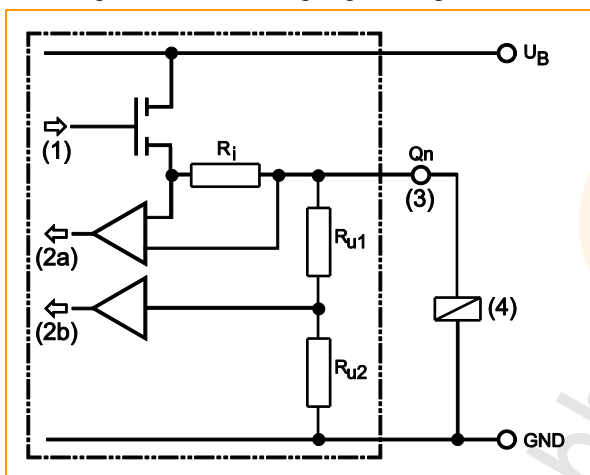 U_B
(1)
R_i
Qn
(3)
(2a)
R_u1
(2b)
(4)
R_u2
GND